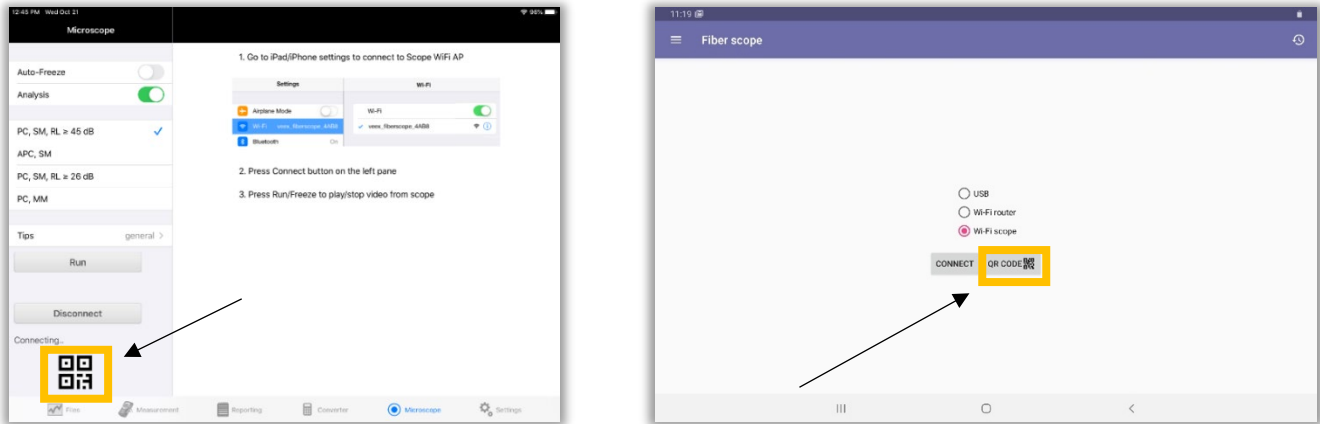 12:45 PM Wed Oct 21
96%
Microscope
Auto-Freeze
Analysis
PC, SM, RL ≥ 45 dB
APC, SM
PC, SM, RL ≥ 26 dB
PC, MM
Tips general >
Run
Disconnect
Connecting..
1. Go to iPad/iPhone settings to connect to Scope WiFi AP
Settings Wi-Fi
Airplane Mode Wi-Fi
Wi-Fi veex_fiberscope_4AB8 veex_fiberscope_4AB8
Bluetooth On
2. Press Connect button on the left pane
3. Press Run/Freeze to play/stop video from scope
Files Measurement Reporting Converter Microscope Settings
11:19
Fiber scope
USB
Wi-Fi router
Wi-Fi scope
CONNECT QR CODE